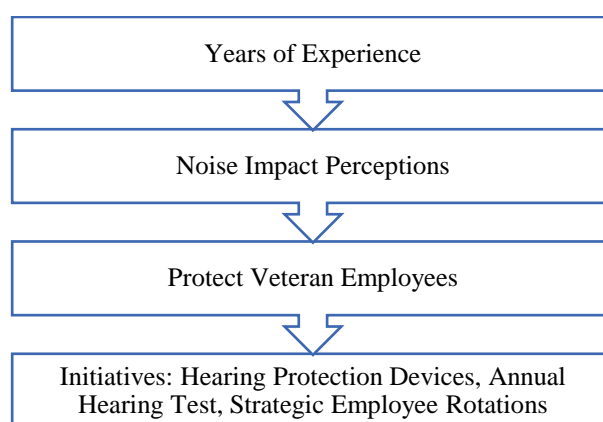 Years of Experience
Noise Impact Perceptions
Protect Veteran Employees
Initiatives: Hearing Protection Devices, Annual
Hearing Test, Strategic Employee Rotations